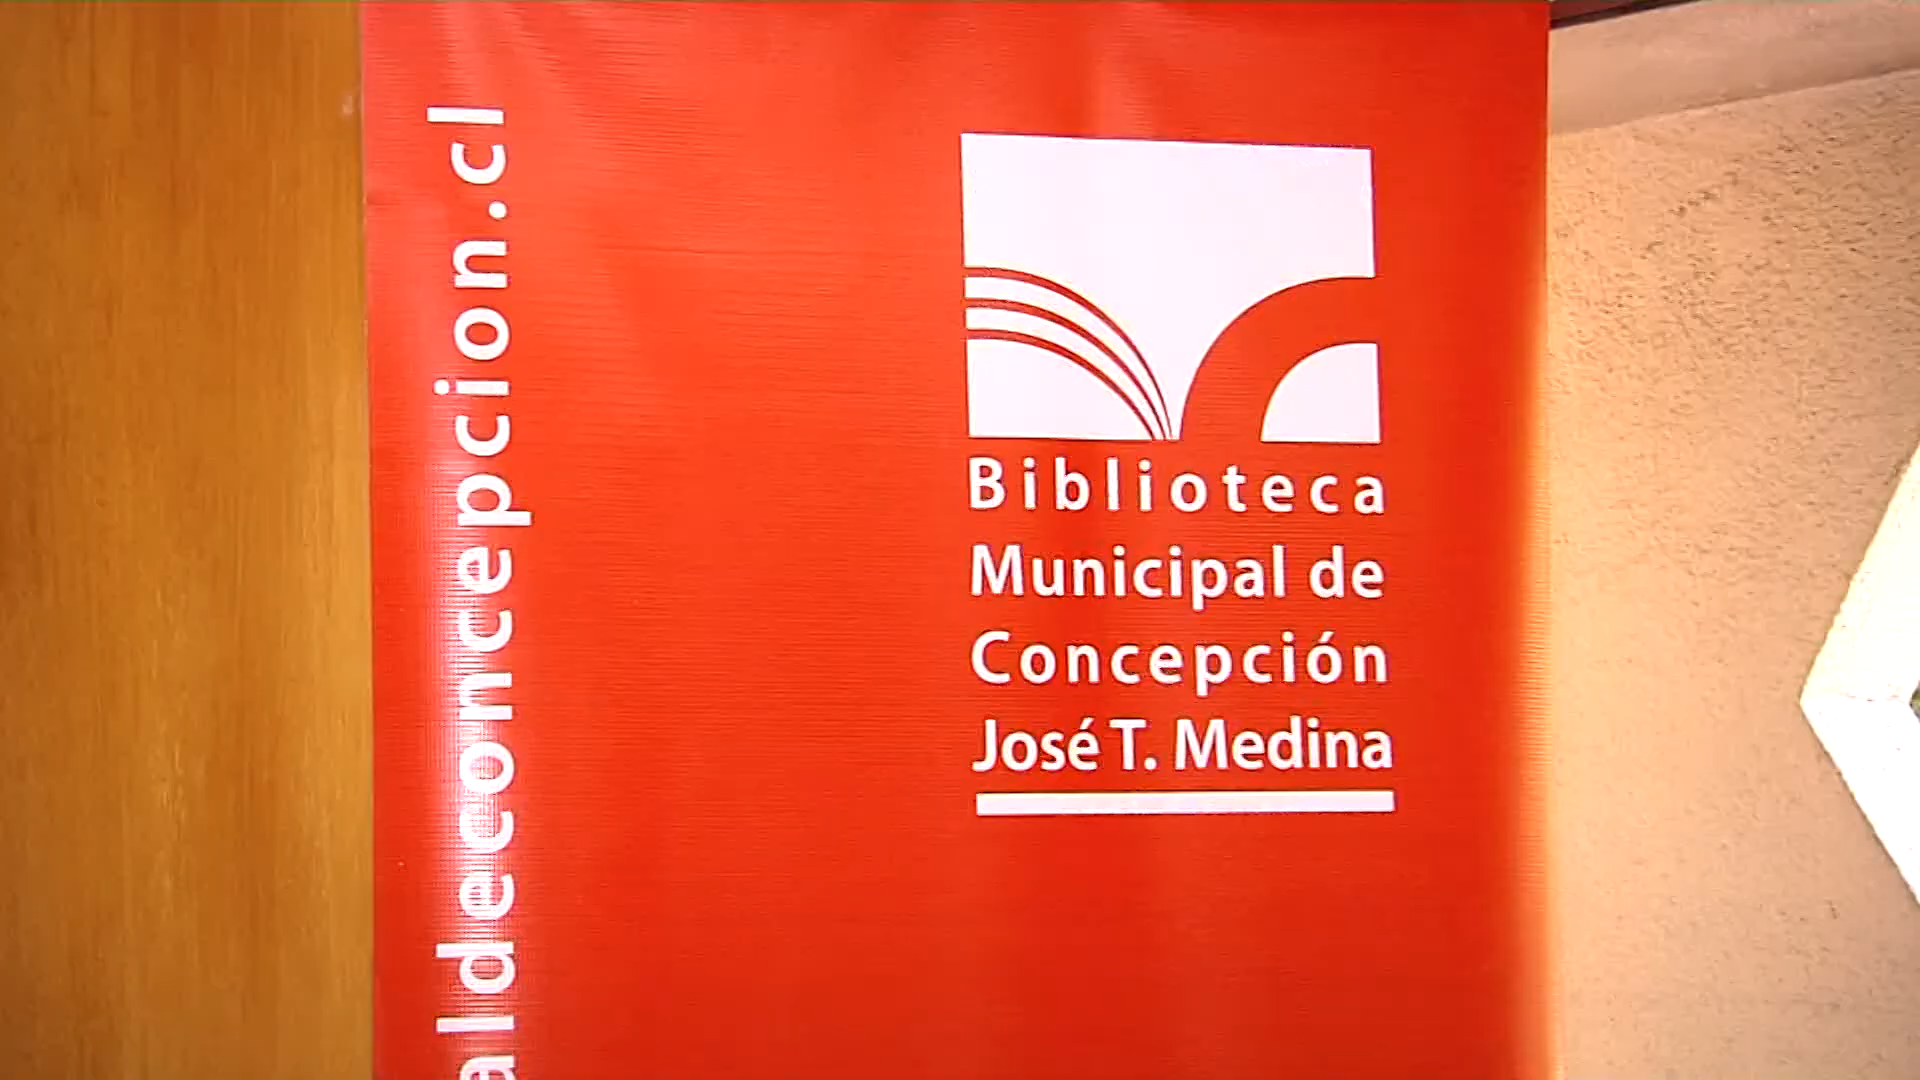 aldeconcepcion.cl
Biblioteca
Municipal de
Concepción
José T. Medina